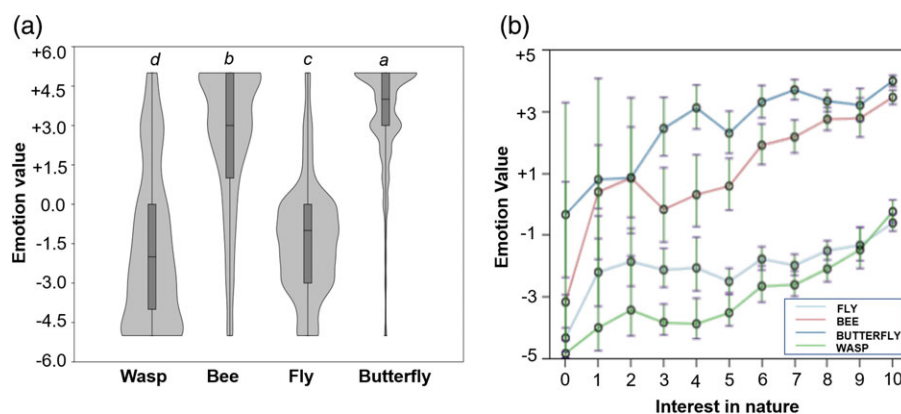 (a)
d
b
c
a
+6.0
+4.5
+3.0
+1.5
0.0
-1.5
-3.0
-4.5
-6.0
Emotion value
Wasp
Bee
Fly
Butterfly
(b)
+5
+3
+1
-1
-3
-5
Emotion Value
FLY
BEE
BUTTERFLY
WASP
0 1 2 3 4 5 6 7 8 9 10
Interest in nature